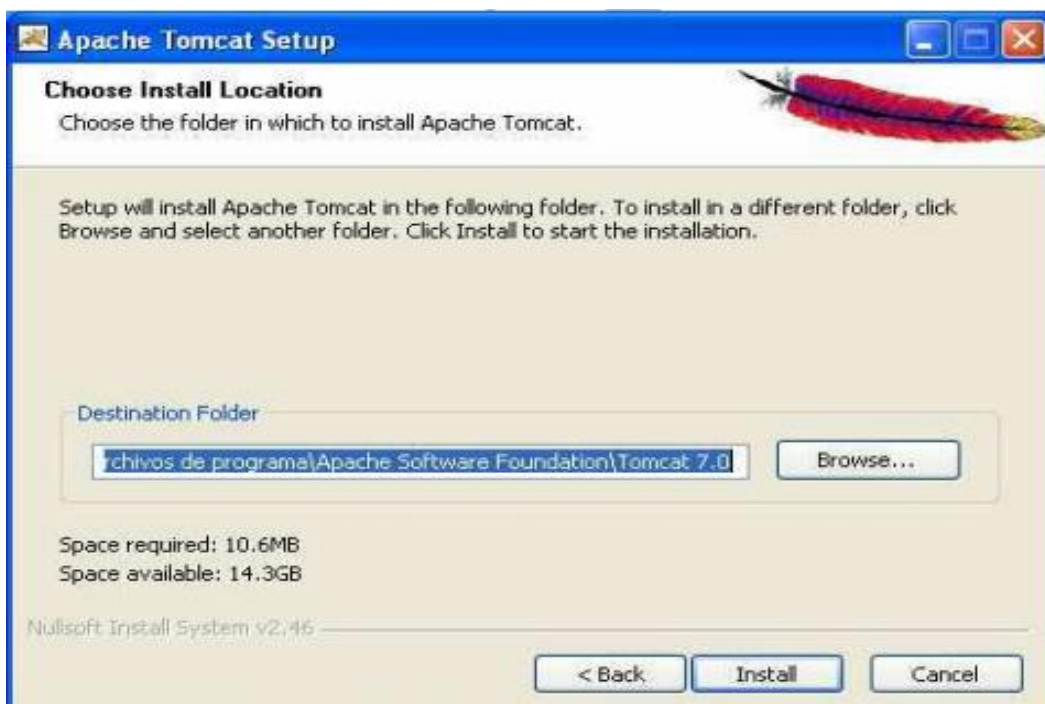 Apache Tomcat Setup
Choose Install Location
Choose the folder in which to install Apache Tomcat.
Setup will install Apache Tomcat in the following folder. To install in a different folder, click
Browse and select another folder. Click Install to start the installation.
Destination Folder
rchivos de programa\Apache Software Foundation\Tomcat 7.0
Browse...
Space required: 10.6MB
Space available: 14.3GB
Nullsoft Install System v2.46
< Back
Install
Cancel